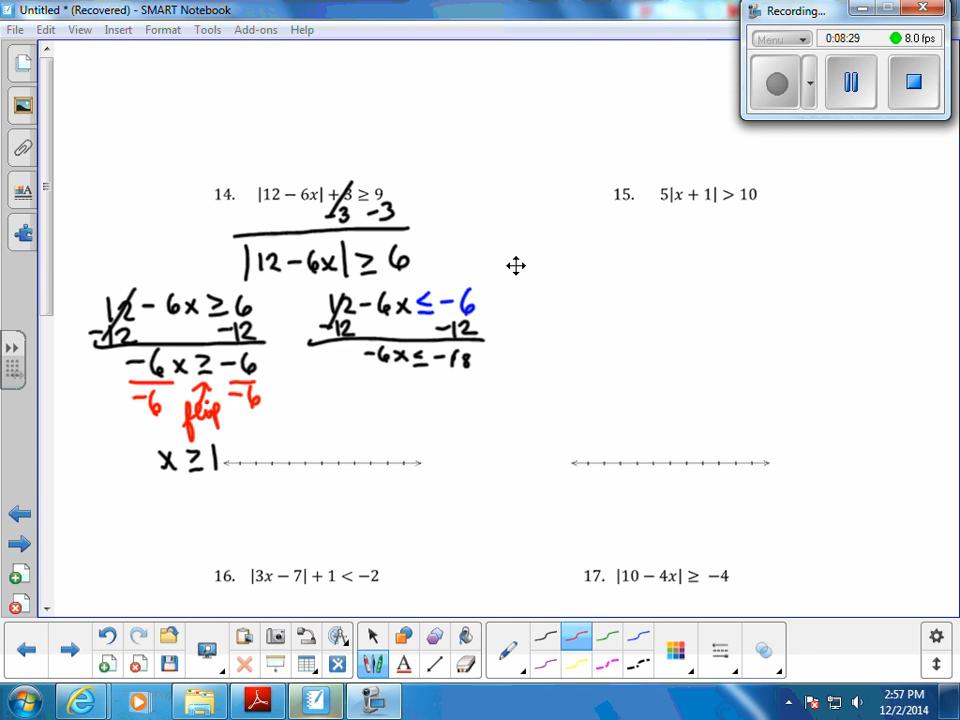 Untitled * (Recovered) - SMART Notebook
Recording...
File Edit View Insert Format Tools Add-ons Help
Menu 0:08:29 8.0 fps
14. |12 − 6x| + 3 ≥ 9
-3 -3
|12 - 6x| ≥ 6
12 - 6x ≥ 6
-12 -12
-6x ≥ -6
-6 flip -6
x ≥ 1
12 - 6x ≤ -6
-12 -12
-6x ≤ -18
15. 5|x + 1| > 10
16. |3x − 7| + 1 < −2
17. |10 − 4x| ≥ −4
2:57 PM
12/2/2014